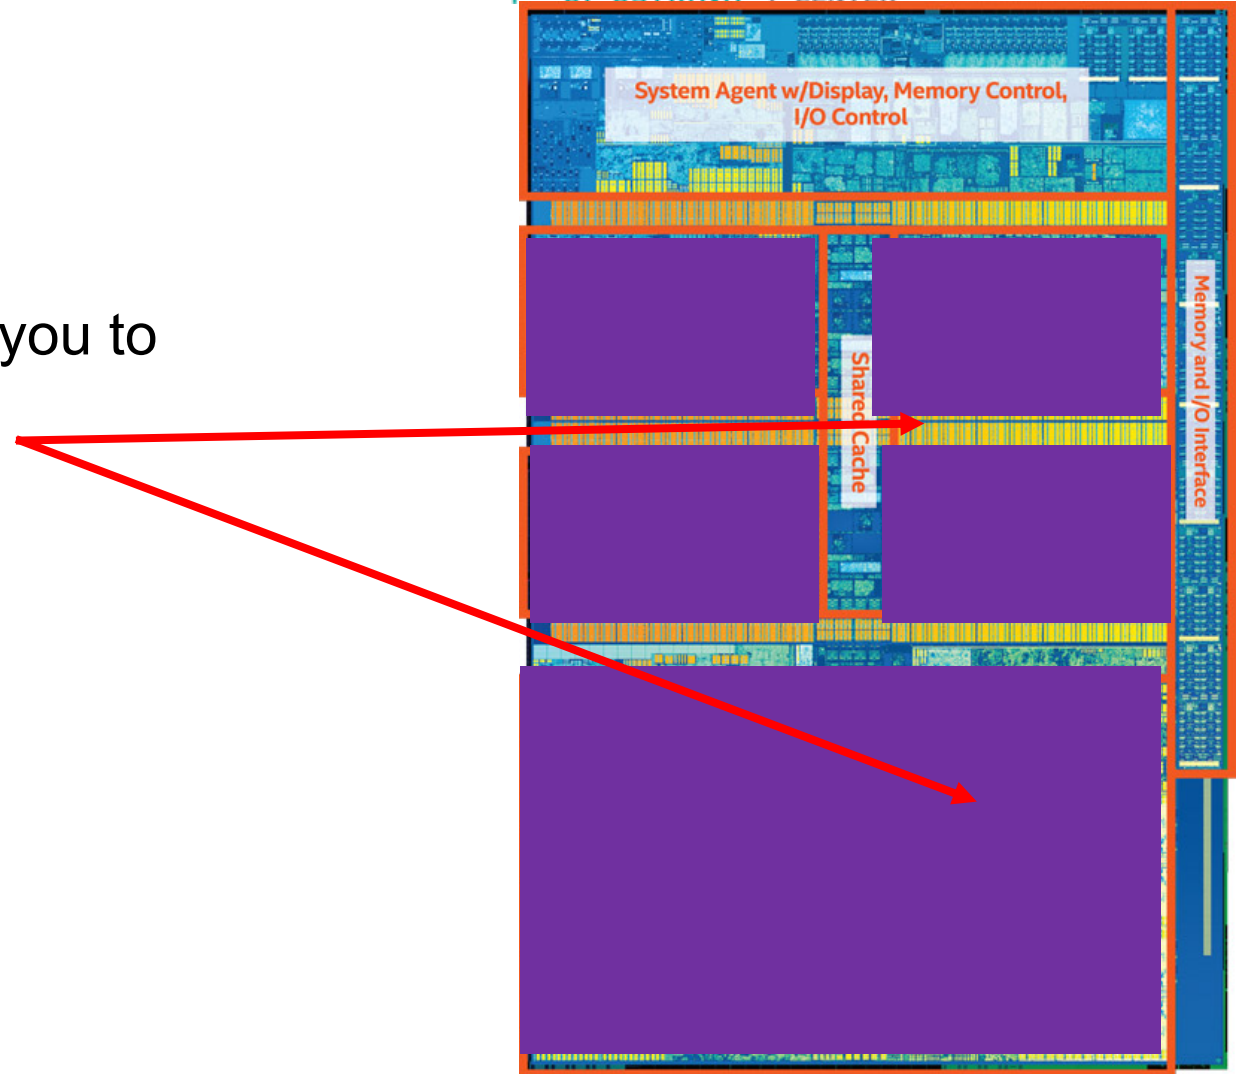 System Agent w/Display, Memory Control,
I/O Control
you to
Shared Cache
Memory and I/O Interface